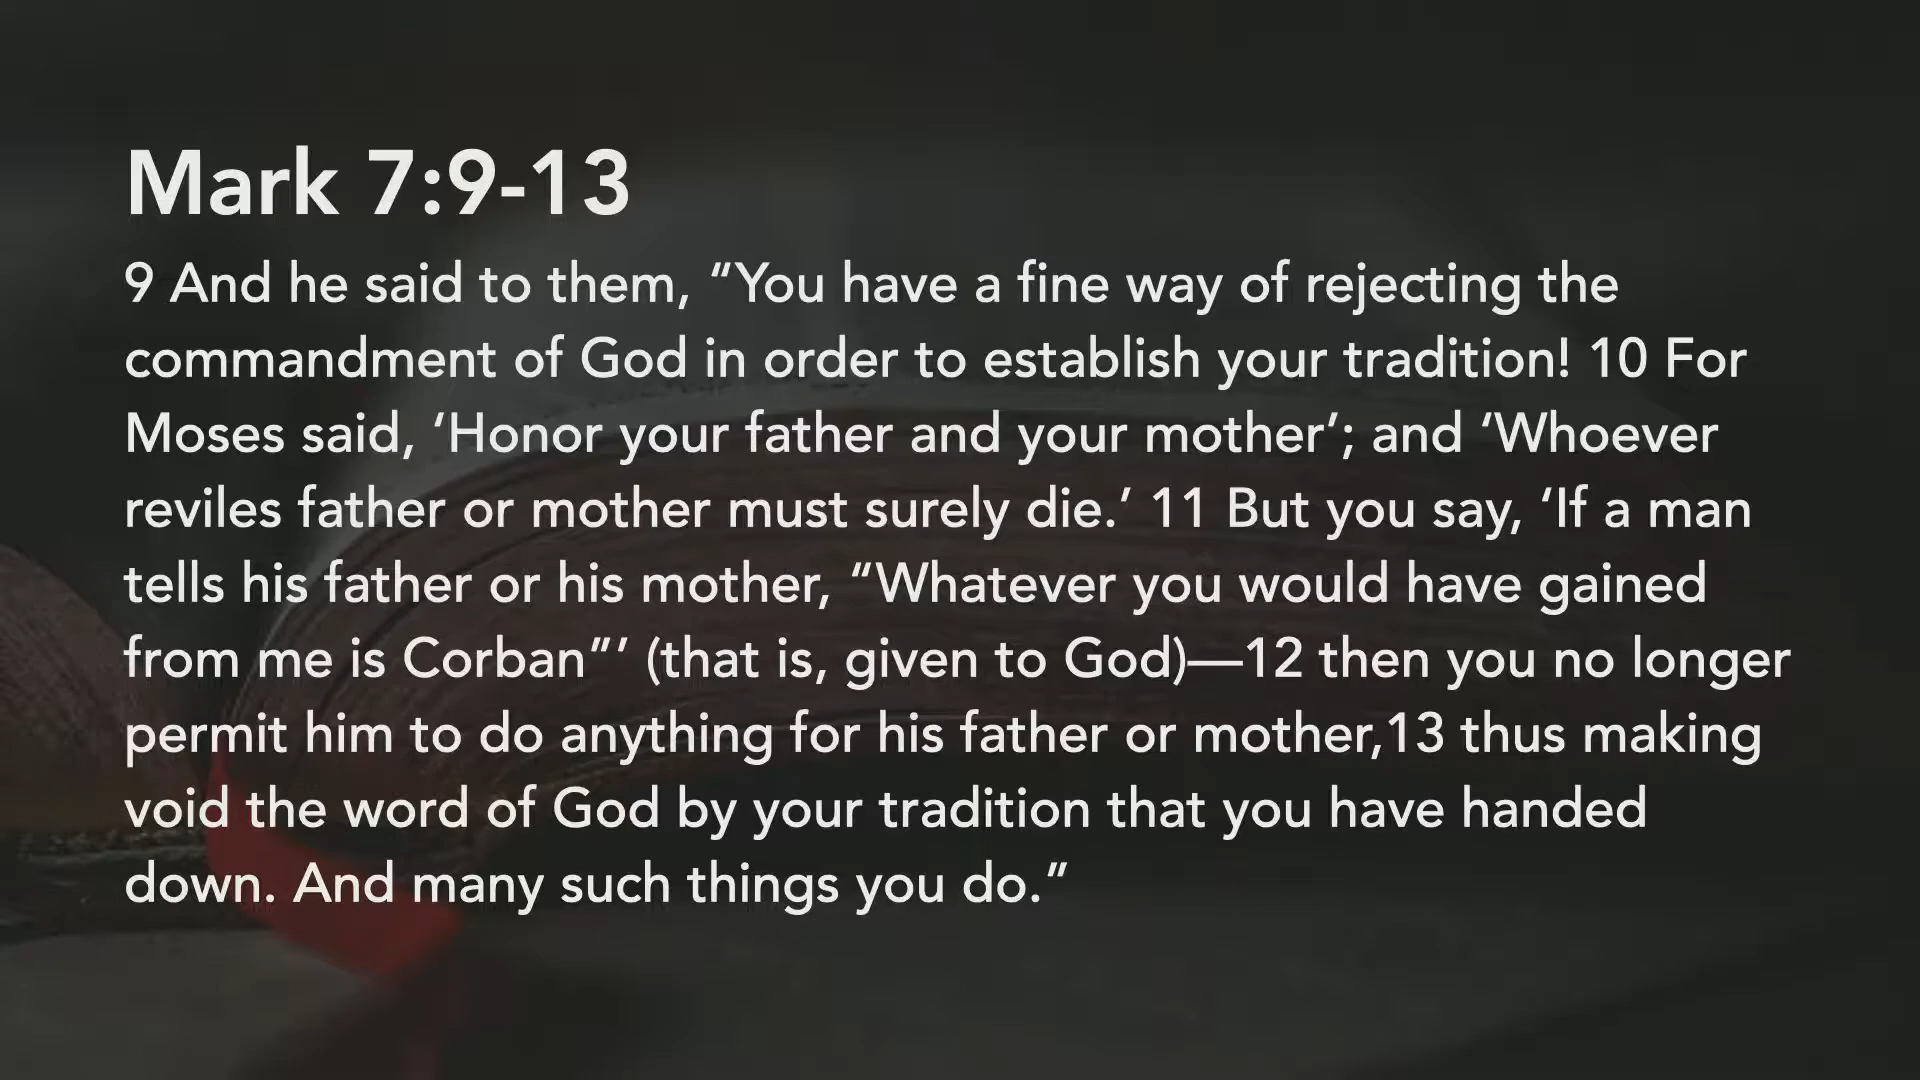 Mark 7:9-13
9 And he said to them, “You have a fine way of rejecting the
commandment of God in order to establish your tradition! 10 For
Moses said, ‘Honor your father and your mother’; and ‘Whoever
reviles father or mother must surely die.’ 11 But you say, ‘If a man
tells his father or his mother, “Whatever you would have gained
from me is Corban”’ (that is, given to God)—12 then you no longer
permit him to do anything for his father or mother,13 thus making
void the word of God by your tradition that you have handed
down. And many such things you do.”